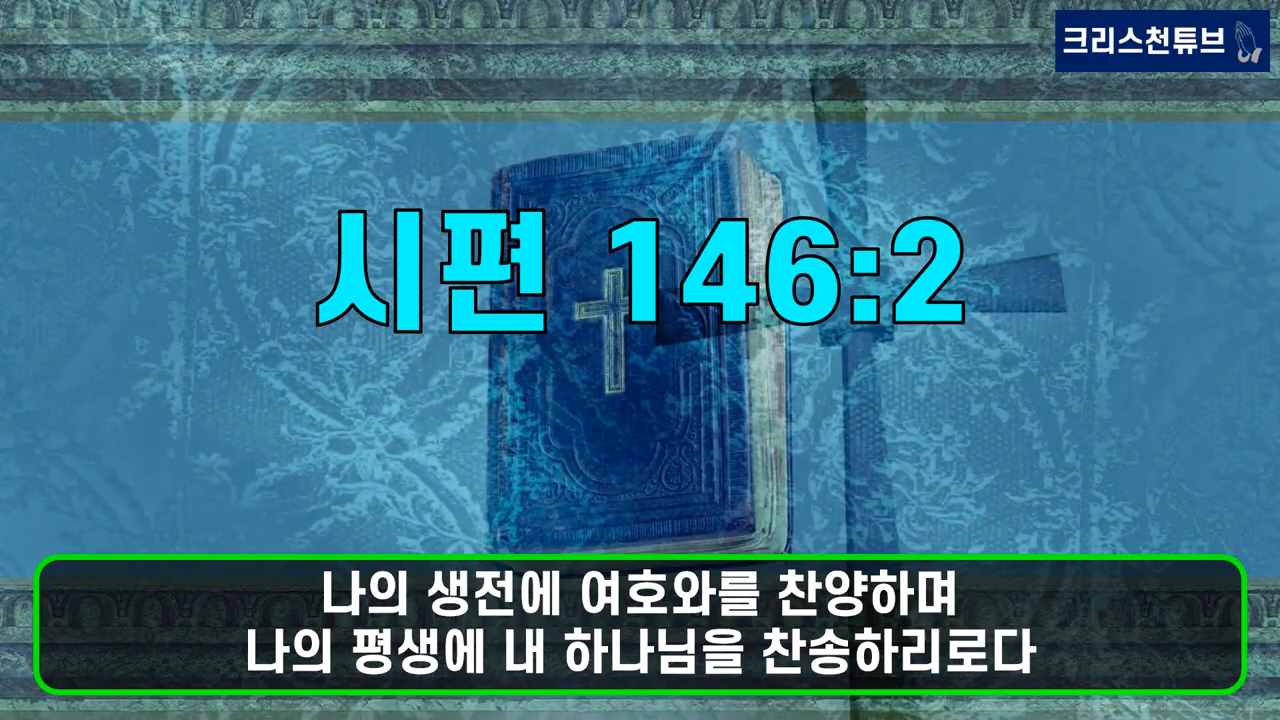 크리스천튜브
시편 146:2
나의 생전에 여호와를 찬양하며
나의 평생에 내 하나님을 찬송하리로다